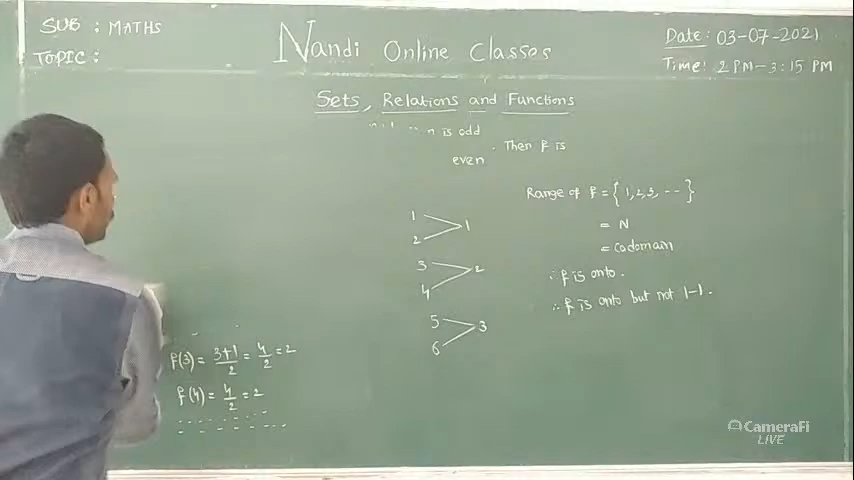 SUB : MATHS
TOPIC :
Nandi Online Classes
Date: 03-07-2021
Time: 2 PM-3:15 PM
Sets, Relations and Functions
n is odd
even . Then f is
Range of f = { 1,2,3, --- }
= N
= codomain
∴ f is onto.
∴ f is onto but not 1-1.
1
2
1
3
4
2
5
6
3
f(3) = 3+1/2 = 4/2 = 2
f(4) = 4/2 = 2
CameraFi
LIVE